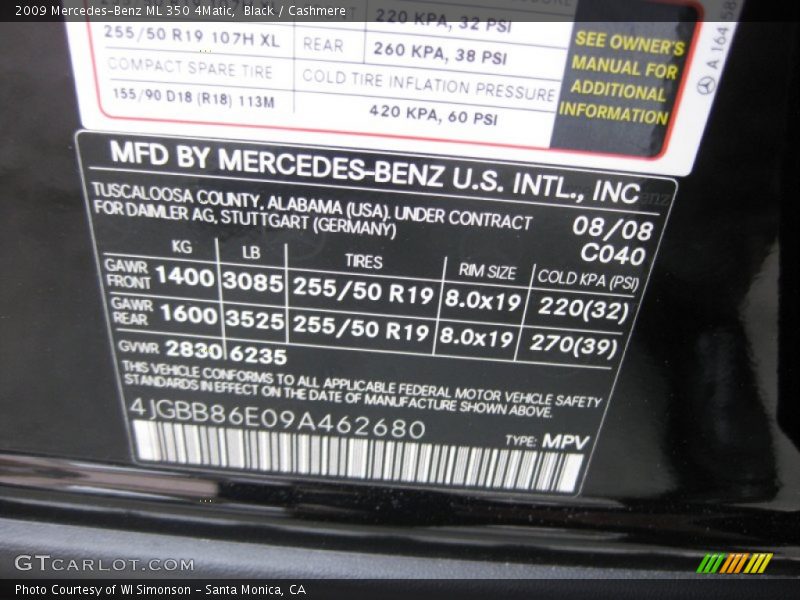 2009 Mercedes-Benz ML 350 4Matic, Black / Cashmere
220 KPA, 32 PSI
255/50 R19 107H XL
REAR
260 KPA, 38 PSI
COMPACT SPARE TIRE
COLD TIRE INFLATION PRESSURE
155/90 D18 (R18) 113M
420 KPA, 60 PSI
SEE OWNER'S
MANUAL FOR
ADDITIONAL
INFORMATION
A 164 58
MFD BY MERCEDES-BENZ U.S. INTL., INC
TUSCALOOSA COUNTY, ALABAMA (USA). UNDER CONTRACT
FOR DAIMLER AG, STUTTGART (GERMANY)
08/08
C040
KG LB TIRES RIM SIZE COLD KPA (PSI)
GAWR
FRONT 1400 3085 255/50 R19 8.0x19 220(32)
GAWR
REAR 1600 3525 255/50 R19 8.0x19 270(39)
GVWR 2830 6235
THIS VEHICLE CONFORMS TO ALL APPLICABLE FEDERAL MOTOR VEHICLE SAFETY
STANDARDS IN EFFECT ON THE DATE OF MANUFACTURE SHOWN ABOVE.
4JGBB86E09A462680
TYPE: MPV
GTCARLOT.COM
Photo Courtesy of WI Simonson - Santa Monica, CA